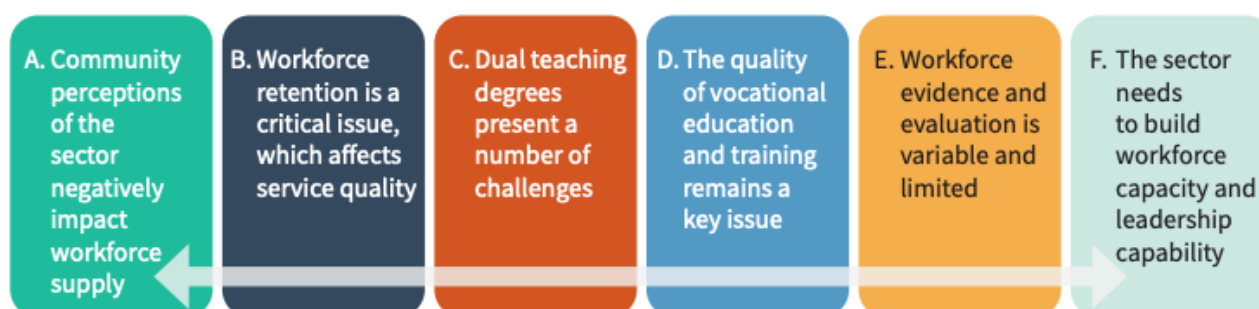 A. Community
perceptions
of the
sector
negatively
impact
workforce
supply
B. Workforce
retention is a
critical issue,
which affects
service quality
C. Dual teaching
degrees
present a
number of
challenges
D. The quality
of vocational
education
and training
remains a
key issue
E. Workforce
evidence and
evaluation is
variable and
limited
F. The sector
needs
to build
workforce
capacity and
leadership
capability